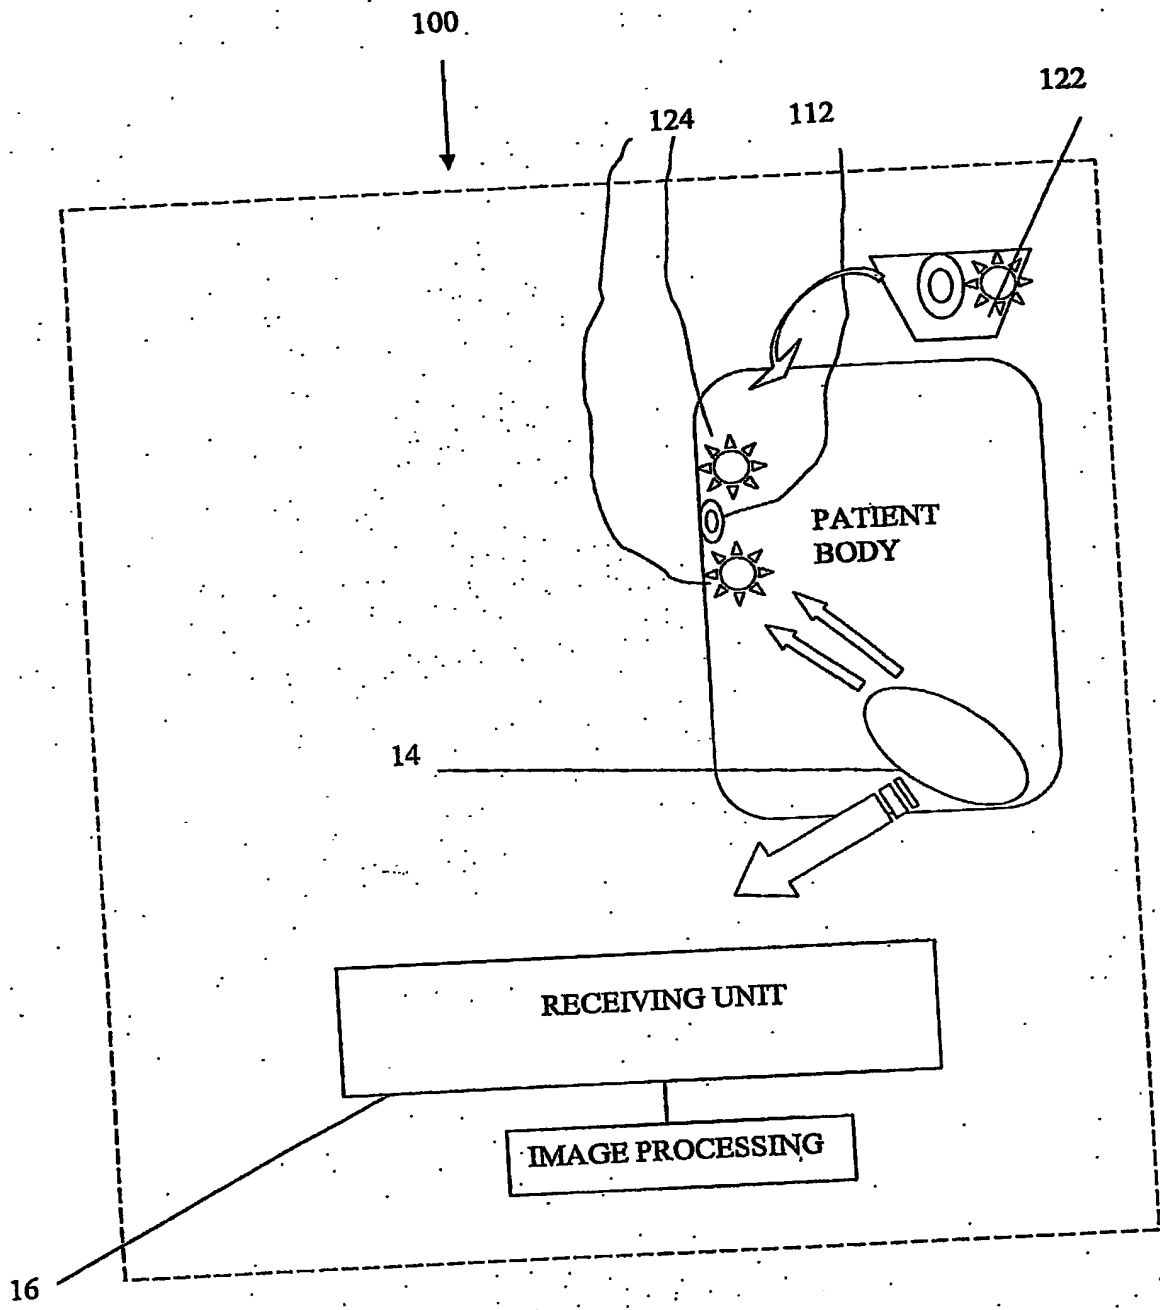 100
122
124
112
PATIENT
BODY
14
RECEIVING UNIT
IMAGE PROCESSING
16